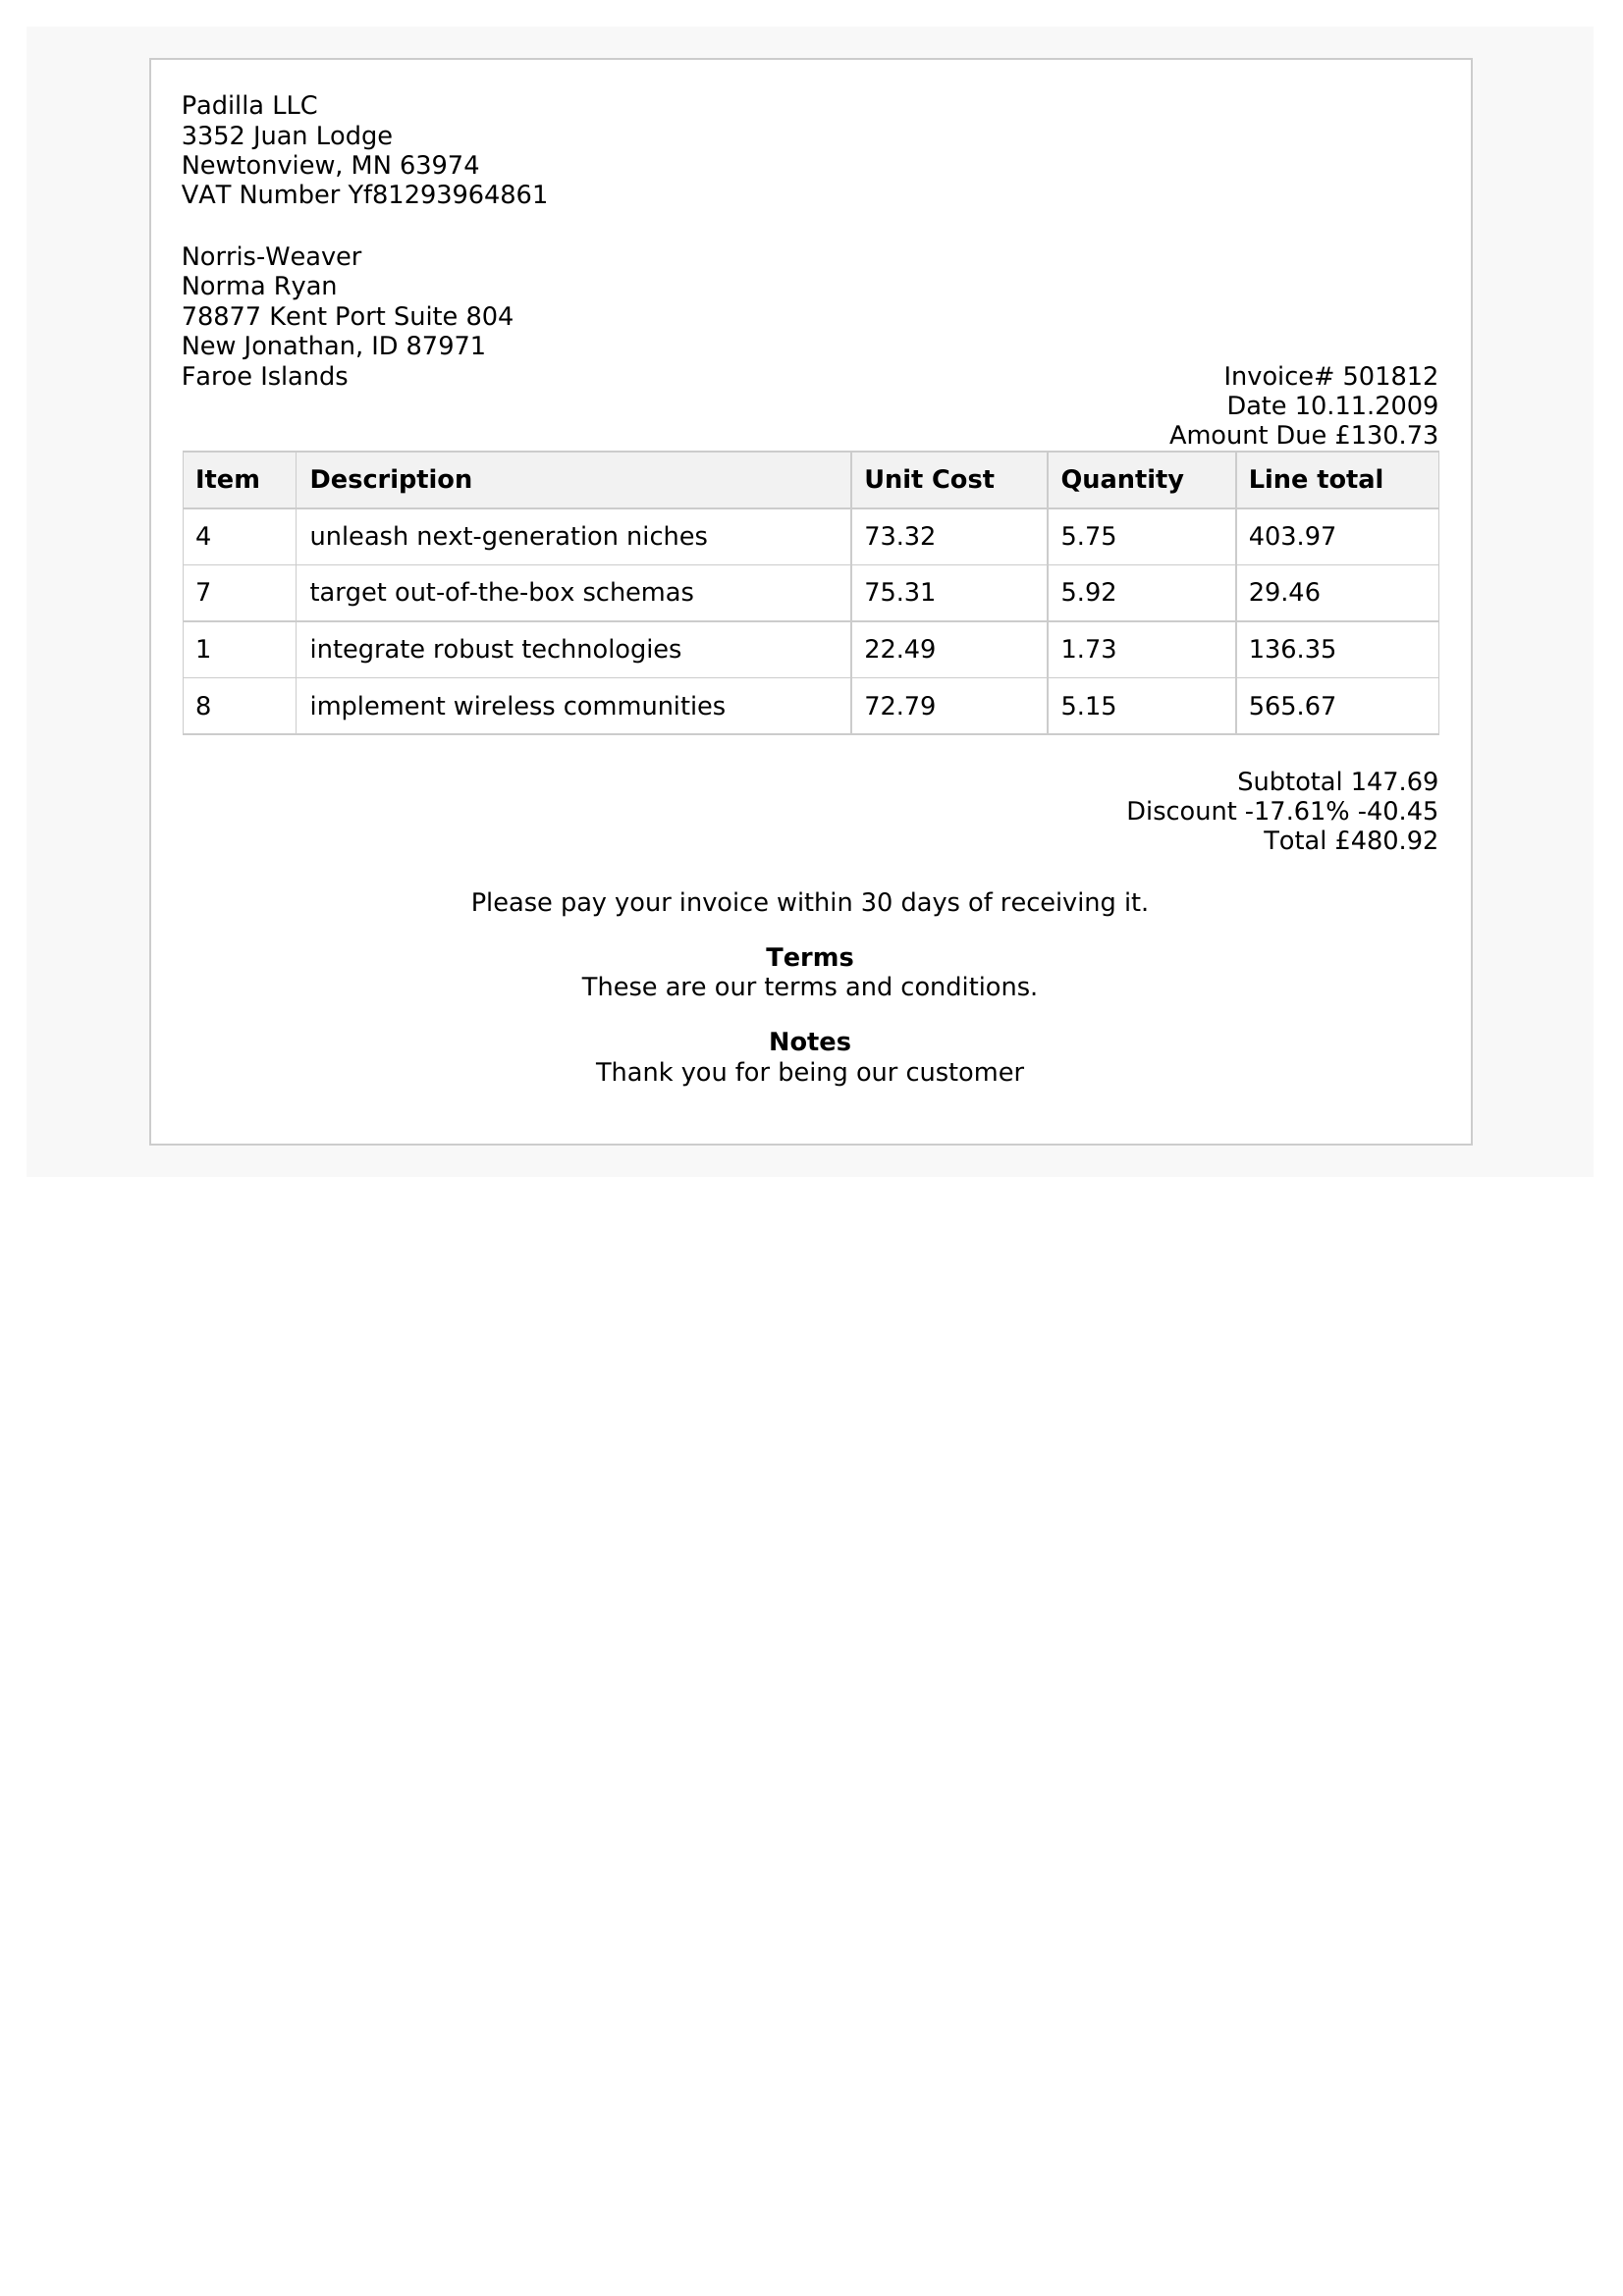 Padilla LLC
3352 Juan Lodge
Newtonview, MN 63974
VAT Number Yf81293964861
Norris-Weaver
Norma Ryan
78877 Kent Port Suite 804
New Jonathan, ID 87971
Faroe Islands
Invoice# 501812
Date 10.11.2009
Amount Due £130.73
Item Description Unit Cost Quantity Line total
4 unleash next-generation niches 73.32 5.75 403.97
7 target out-of-the-box schemas 75.31 5.92 29.46
1 integrate robust technologies 22.49 1.73 136.35
8 implement wireless communities 72.79 5.15 565.67
Subtotal 147.69
Discount -17.61% -40.45
Total £480.92
Please pay your invoice within 30 days of receiving it.
Terms
These are our terms and conditions.
Notes
Thank you for being our customer